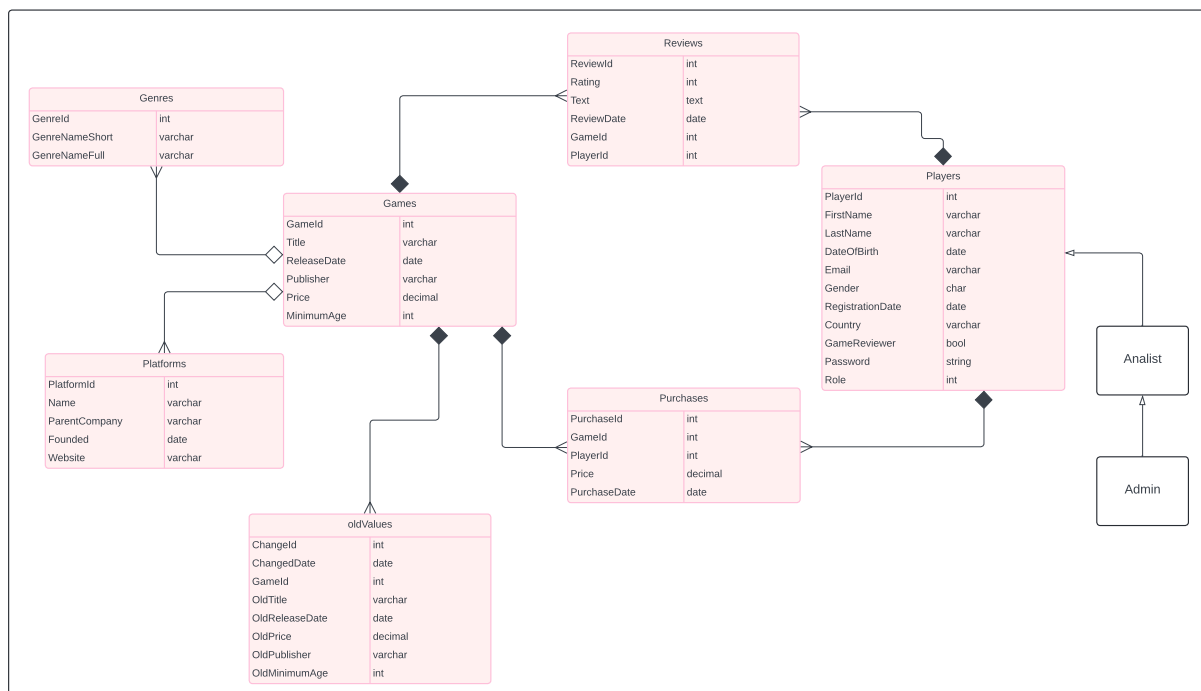 Reviews
ReviewId int
Rating int
Text text
ReviewDate date
GameId int
PlayerId int
Genres
GenreId int
GenreNameShort varchar
GenreNameFull varchar
Players
PlayerId int
FirstName varchar
LastName varchar
DateOfBirth date
Email varchar
Gender char
RegistrationDate date
Country varchar
GameReviewer bool
Password string
Role int
Games
GameId int
Title varchar
ReleaseDate date
Publisher varchar
Price decimal
MinimumAge int
Analist
Platforms
PlatformId int
Name varchar
ParentCompany varchar
Founded date
Website varchar
Purchases
PurchaseId int
GameId int
PlayerId int
Price decimal
PurchaseDate date
Admin
oldValues
ChangeId int
ChangedDate date
GameId int
OldTitle varchar
OldReleaseDate date
OldPrice decimal
OldPublisher varchar
OldMinimumAge int